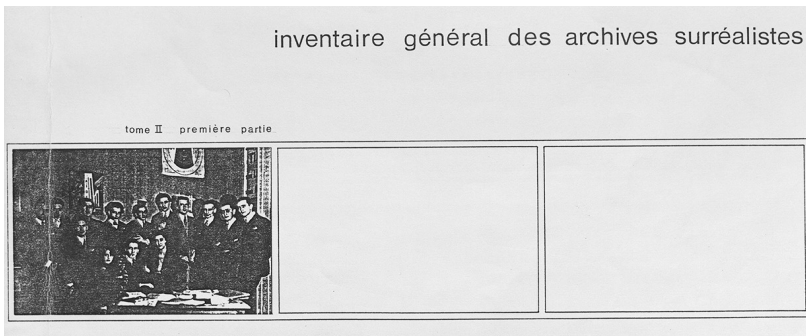 inventaire général des archives surréalistes
tome II première partie